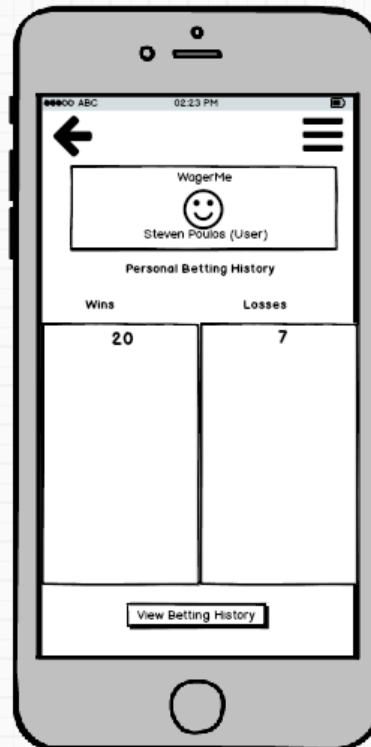 ABC 02:23 PM
WagerMe
Steven Poulos (User)
Personal Betting History
Wins Losses
20 7
View Betting History